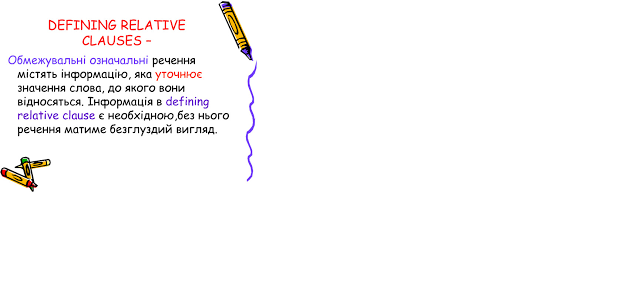 DEFINING RELATIVE
CLAUSES –
Обмежувальні означальні речення
містять інформацію, яка уточнює
значення слова, до якого вони
відносяться. Інформація в defining
relative clause є необхідною,без нього
речення матиме безглуздий вигляд.